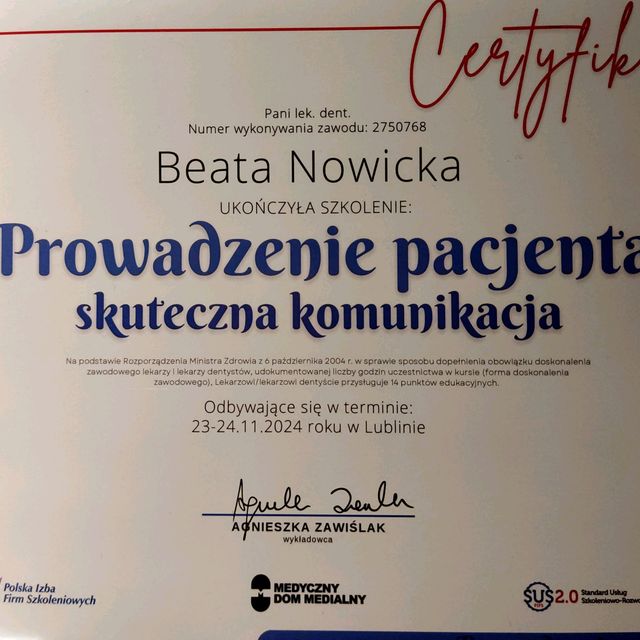 Certyfik
Pani lek. dent.
Numer wykonywania zawodu: 2750768
Beata Nowicka
UKOŃCZYŁA SZKOLENIE:
Prowadzenie pacjenta
skuteczna komunikacja
Na podstawie Rozporządzenia Ministra Zdrowia z 6 października 2004 r. w sprawie sposobu dopełnienia obowiązku doskonalenia
zawodowego lekarzy i lekarzy dentystów, udokumentowanej liczby godzin uczestnictwa w kursie (forma doskonalenia
zawodowego), Lekarzowi/lekarzowi dentyście przysługuje 14 punktów edukacyjnych.
Odbywające się w terminie:
23-24.11.2024 roku w Lublinie
AGNIESZKA ZAWIŚLAK
wykładowca
Polska Izba
Firm Szkoleniowych
MEDYCZNY
DOM MEDIALNY
SUS 2.0
PIFS
Standard Usług
Szkoleniowo-Rozwo